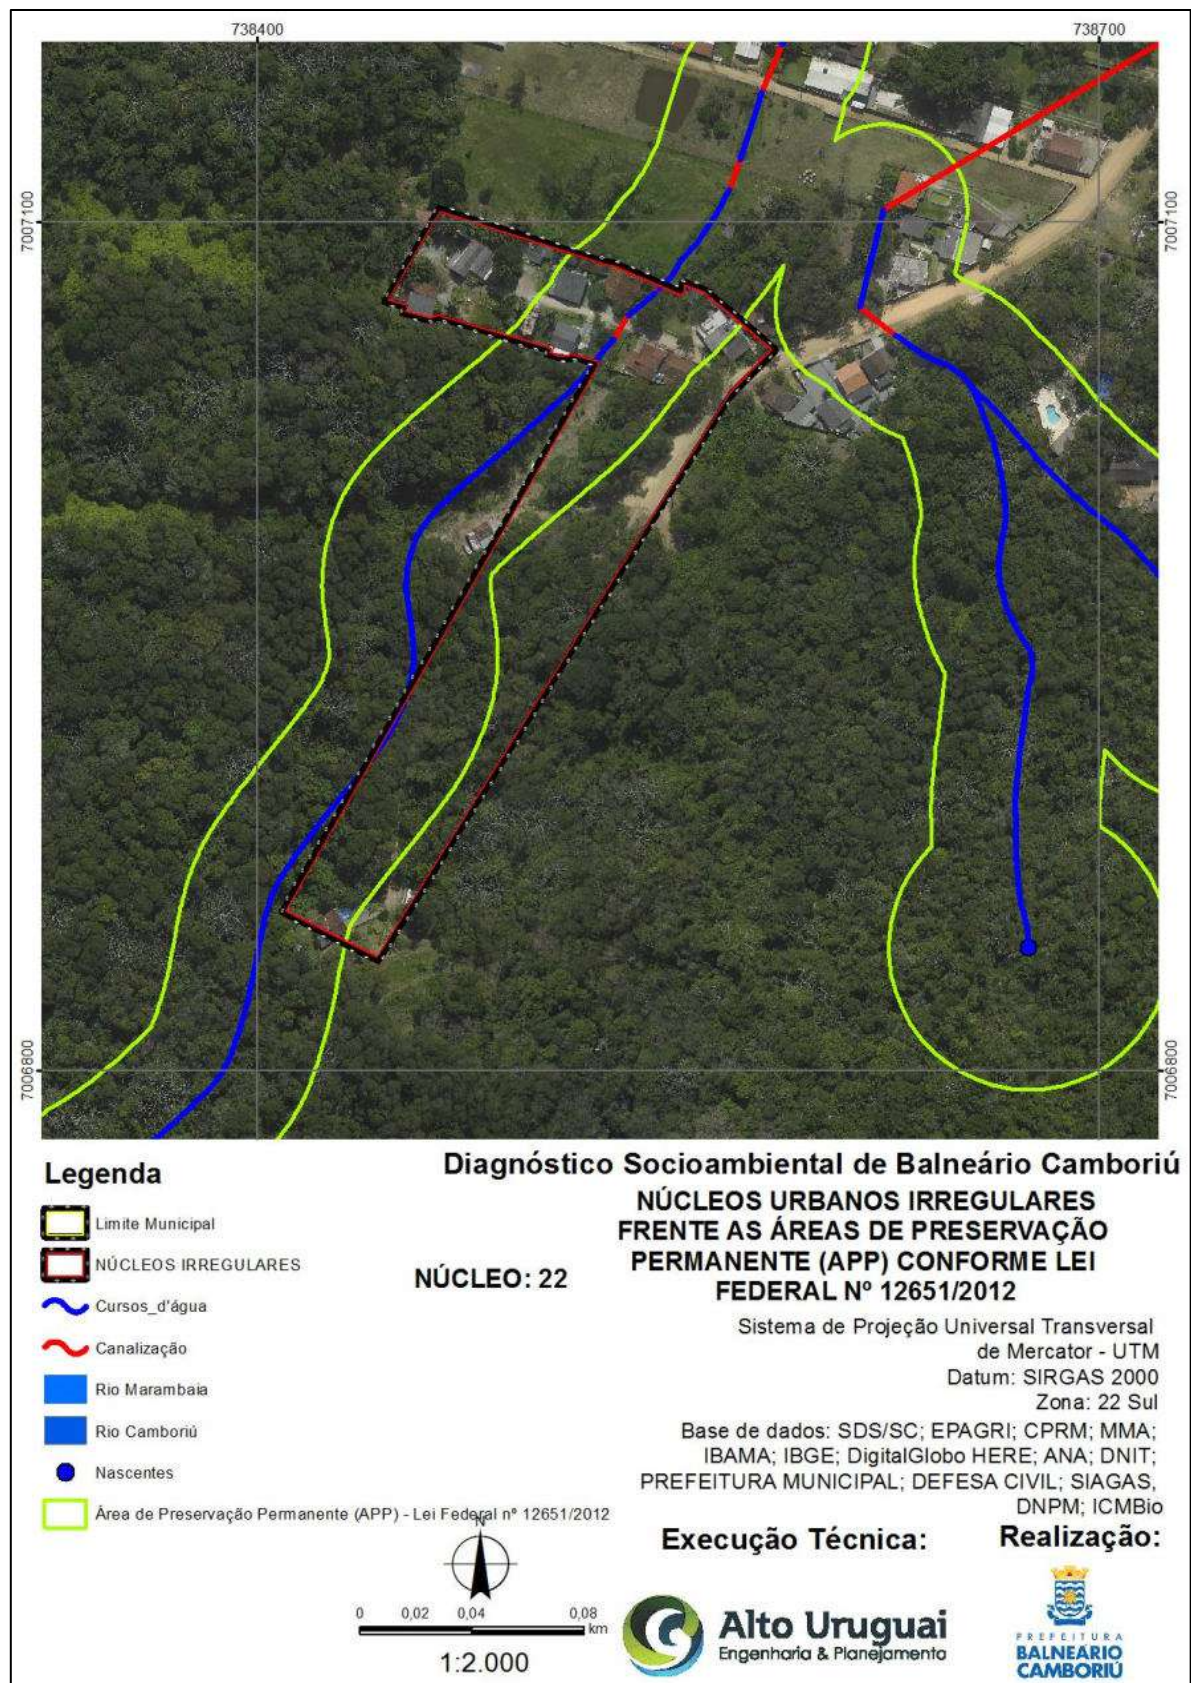 738400
738700
7007100
7007100
7006800
7006800
Legenda
Limite Municipal
NÚCLEOS IRREGULARES
Cursos_d'água
Canalização
Rio Marambaia
Rio Camboriú
Nascentes
Área de Preservação Permanente (APP) - Lei Federal nº 12651/2012
NÚCLEO: 22
Diagnóstico Socioambiental de Balneário Camboriú
NÚCLEOS URBANOS IRREGULARES
FRENTE AS ÁREAS DE PRESERVAÇÃO
PERMANENTE (APP) CONFORME LEI
FEDERAL Nº 12651/2012
Sistema de Projeção Universal Transversal
de Mercator - UTM
Datum: SIRGAS 2000
Zona: 22 Sul
Base de dados: SDS/SC; EPAGRI; CPRM; MMA;
IBAMA; IBGE; DigitalGlobo HERE; ANA; DNIT;
PREFEITURA MUNICIPAL; DEFESA CIVIL; SIAGAS,
DNPM; ICMBio
N
0 0,02 0,04 0,08
km
1:2.000
Execução Técnica:
Alto Uruguai
Engenharia & Planejamento
Realização:
PREFEITURA
BALNEÁRIO
CAMBORIÚ